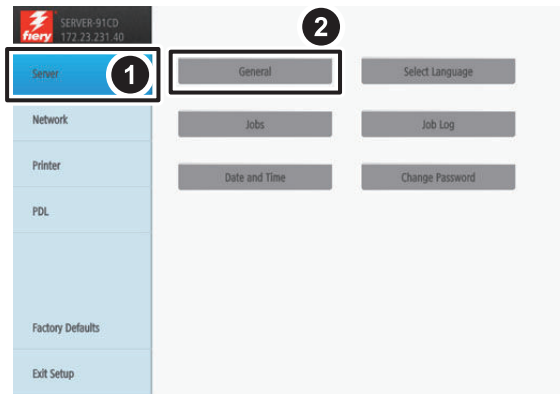 SERVER-91CD
fiery 172.23.231.40
2
Server 1 General Select Language
Network Jobs Job Log
Printer Date and Time Change Password
PDL
Factory Defaults
Exit Setup